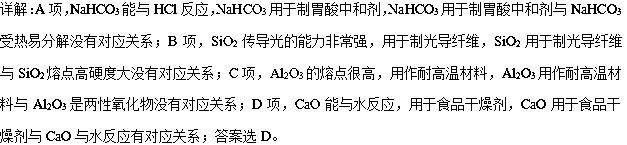 详解:A 项,NaHCO₃能与 HCl 反应,NaHCO₃用于制胃酸中和剂,NaHCO₃用于制胃酸中和剂与 NaHCO₃
受热易分解没有对应关系;B 项,SiO₂ 传导光的能力非常强,用于制光导纤维,SiO₂ 用于制光导纤维
与 SiO₂熔点高硬度大没有对应关系;C 项,Al₂O₃的熔点很高,用作耐高温材料,Al₂O₃用作耐高温材
料与 Al₂O₃是两性氧化物没有对应关系;D 项,CaO 能与水反应,用于食品干燥剂,CaO 用于食品干
燥剂与 CaO 与水反应有对应关系;答案选 D。